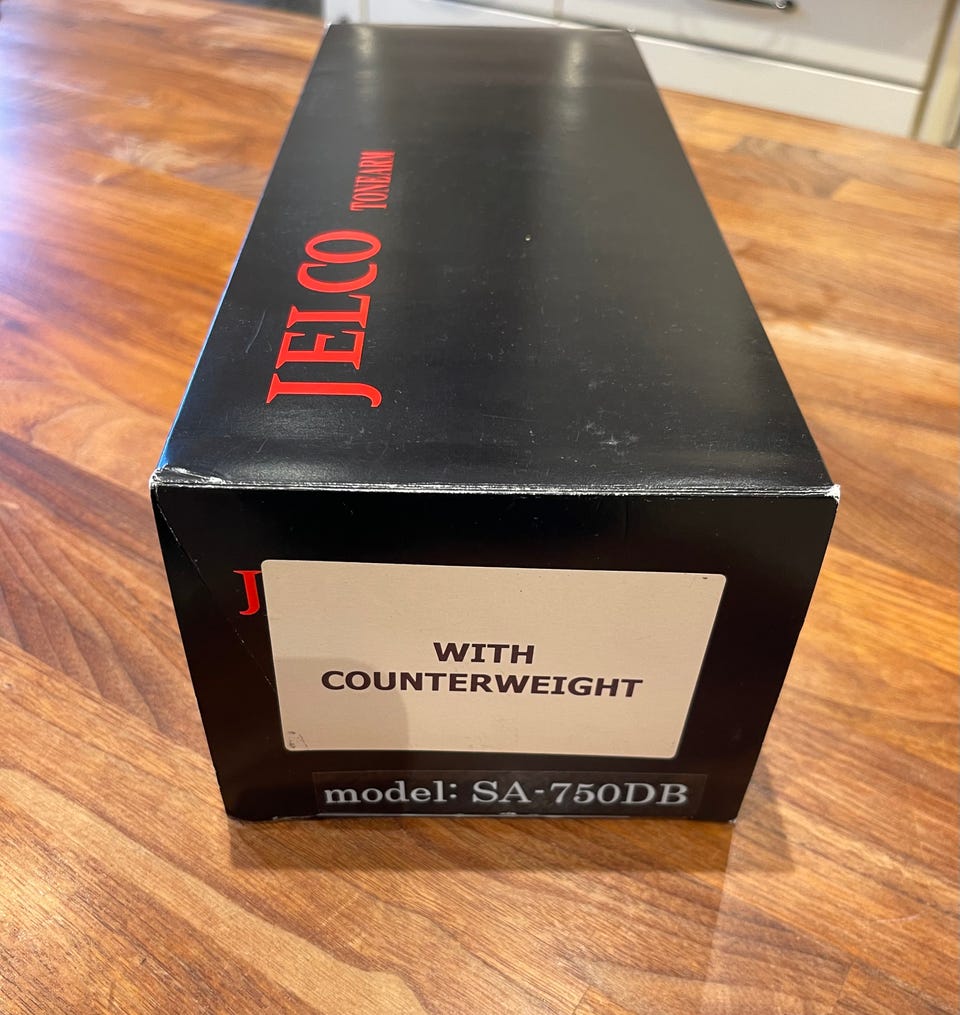 JELCO TONEARM
J
WITH
COUNTERWEIGHT
model: SA-750DB